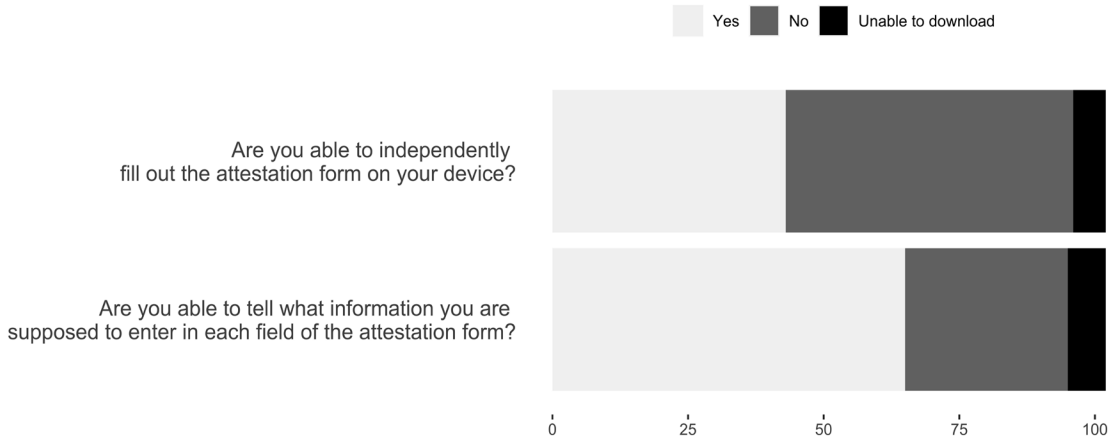 Yes No Unable to download
Are you able to independently
fill out the attestation form on your device?
Are you able to tell what information you are
supposed to enter in each field of the attestation form?
0 25 50 75 100